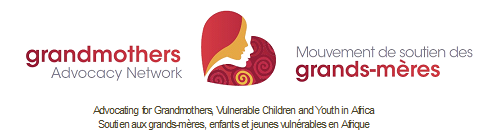 grandmothers
Advocacy Network
Mouvement de soutien des
grands-mères
Advocating for Grandmothers, Vulnerable Children and Youth in Africa
Soutien aux grands-mères, enfants et jeunes vulnérables en Afrique